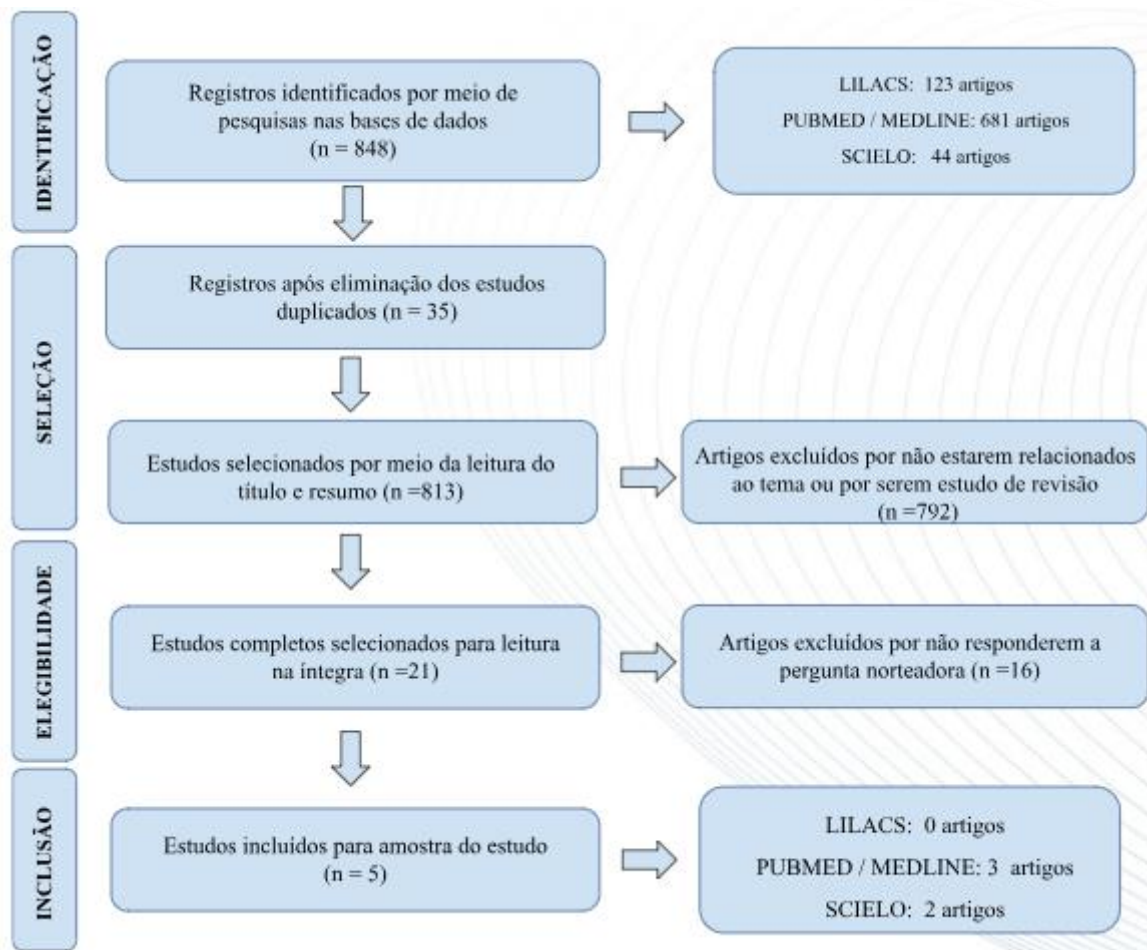 IDENTIFICAÇÃO
Registros identificados por meio de
pesquisas nas bases de dados
(n = 848)
LILACS: 123 artigos
PUBMED / MEDLINE: 681 artigos
SCIELO: 44 artigos
SELEÇÃO
Registros após eliminação dos estudos
duplicados (n = 35)
Estudos selecionados por meio da leitura do
título e resumo (n =813)
Artigos excluídos por não estarem relacionados
ao tema ou por serem estudo de revisão
(n =792)
ELEGIBILIDADE
Estudos completos selecionados para leitura
na íntegra (n =21)
Artigos excluídos por não responderem a
pergunta norteadora (n =16)
INCLUSÃO
Estudos incluídos para amostra do estudo
(n = 5)
LILACS: 0 artigos
PUBMED / MEDLINE: 3 artigos
SCIELO: 2 artigos